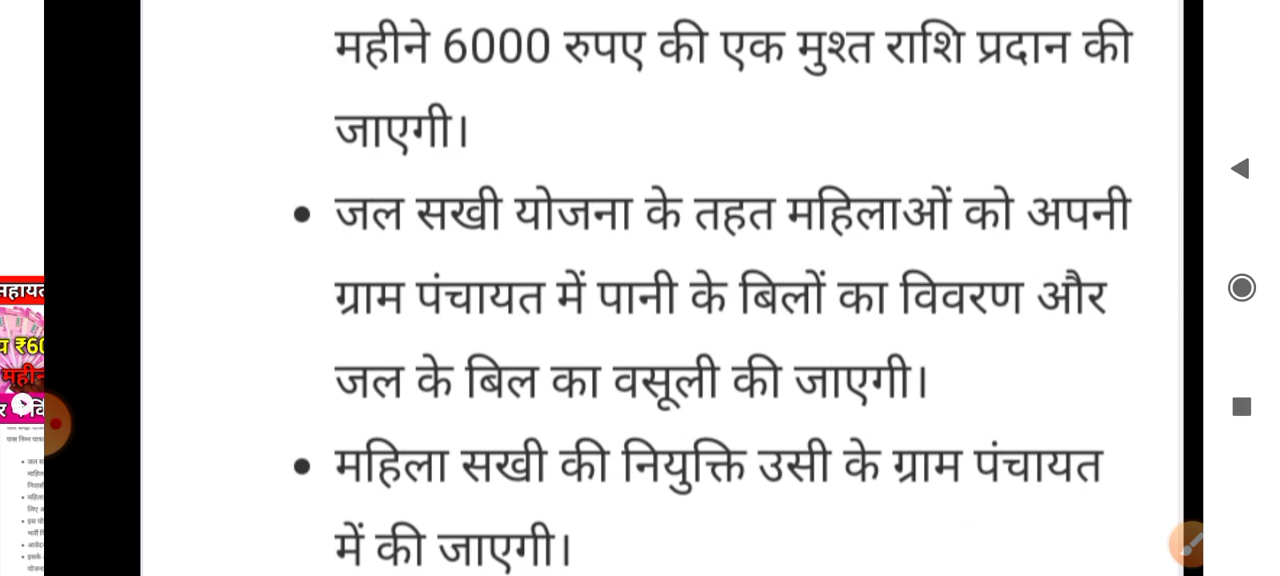 महीने 6000 रुपए की एक मुश्त राशि प्रदान की
जाएगी।
• जल सखी योजना के तहत महिलाओं को अपनी
ग्राम पंचायत में पानी के बिलों का विवरण और
जल के बिल का वसूली की जाएगी।
• महिला सखी की नियुक्ति उसी के ग्राम पंचायत
में की जाएगी।